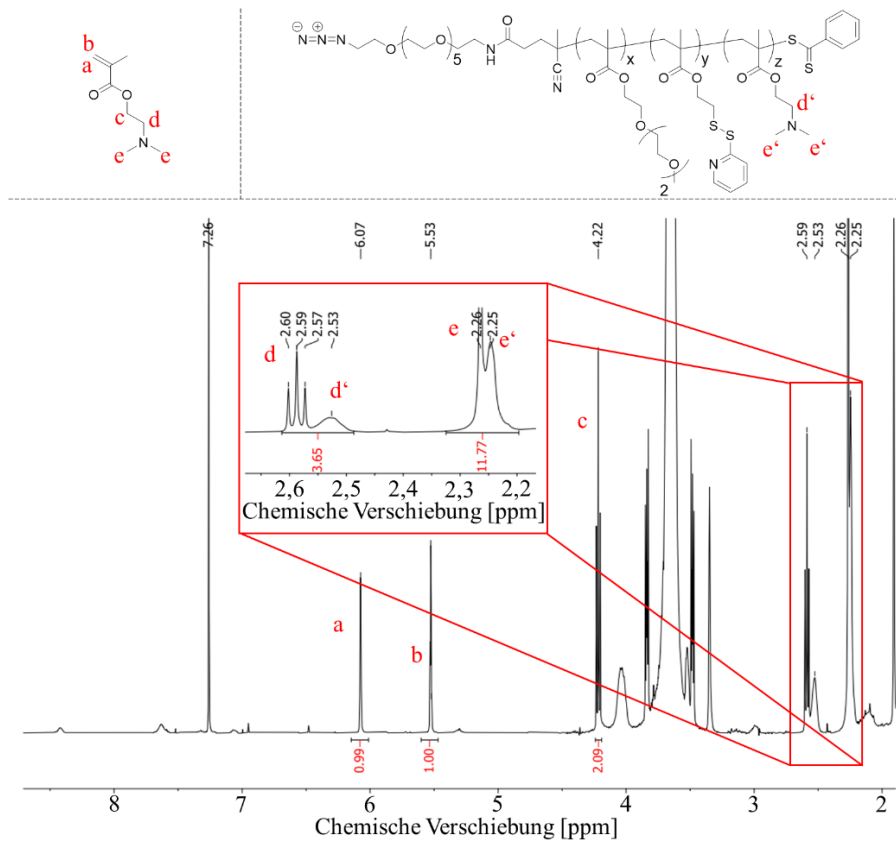 b
a
O
O
c
d
N
e
e
⊖ ⊕
N=N=N
O
O
5
N
H
O
N
x
y
z
S
S
O
O
O
O
O
O
d‘
O
O
2
S
S
N
N
e‘
e‘
7.26
6.07
5.53
4.22
2.59
2.53
2.26
2.25
2.60
2.59
2.57
2.53
d
d‘
e
2.26
2.25
e‘
3.65
11.77
2,6
2,5
2,4
2,3
2,2
Chemische Verschiebung [ppm]
c
a
b
0.99
1.00
2.09
8
7
6
5
4
3
2
Chemische Verschiebung [ppm]